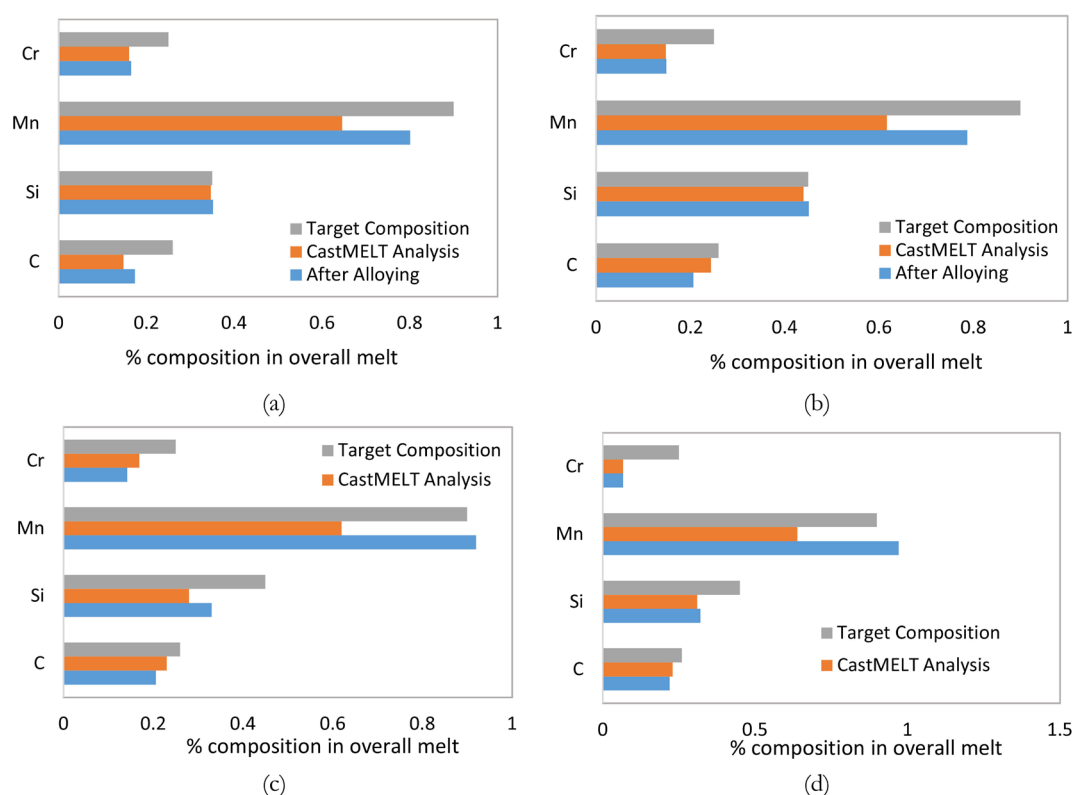 Cr
Mn
Si
C
Target Composition
CastMELT Analysis
After Alloying
0 0.2 0.4 0.6 0.8 1
% composition in overall melt
(a)
Cr
Mn
Si
C
Target Composition
CastMELT Analysis
After Alloying
0 0.2 0.4 0.6 0.8 1
% composition in overall melt
(b)
Cr
Mn
Si
C
Target Composition
CastMELT Analysis
0 0.2 0.4 0.6 0.8 1
% composition in overall melt
(c)
Cr
Mn
Si
C
Target Composition
CastMELT Analysis
0 0.5 1 1.5
% composition in overall melt
(d)